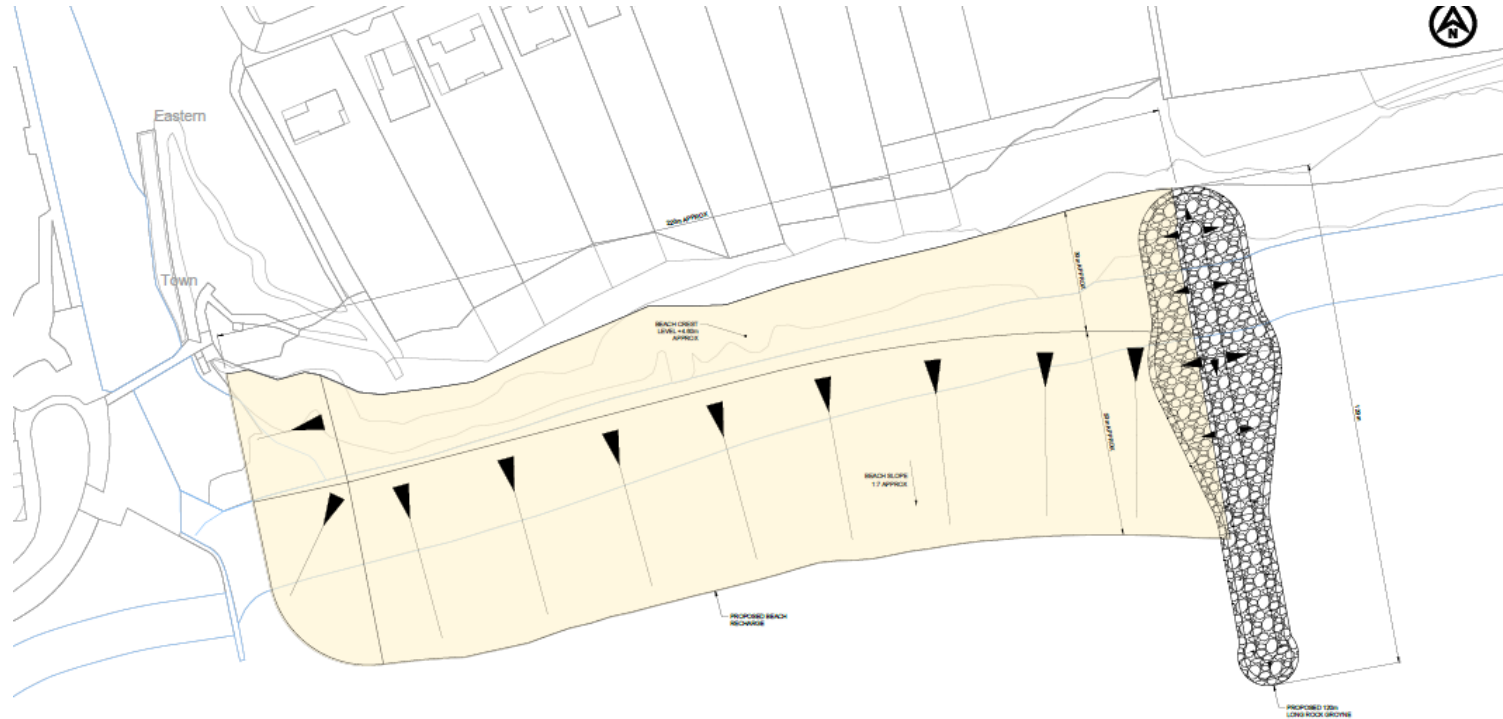 N
Eastern
220m APPROX
Town
BEACH CREST
LEVEL +4.80m
APPROX
BEACH SLOPE
1:7 APPROX
PROPOSED BEACH
RECHARGE
PROPOSED 120m
LONG ROCK GROYNE